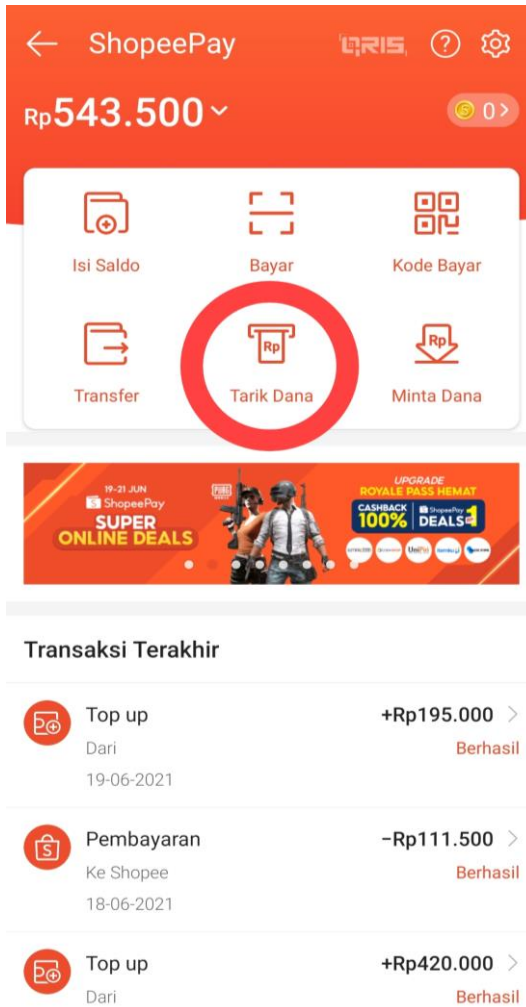 ShopeePay
QRIS
Rp543.500
0
Isi Saldo
Bayar
Kode Bayar
Rp
Rp
Transfer
Tarik Dana
Minta Dana
19-21 JUN
ShopeePay
SUPER
ONLINE DEALS
PUBG
MOBILE
UPGRADE
ROYALE PASS HEMAT
CASHBACK
100%
ShopeePay
DEALS
1
UniPin
Transaksi Terakhir
Top up
+Rp195.000
Dari
Berhasil
19-06-2021
Pembayaran
−Rp111.500
Ke Shopee
Berhasil
18-06-2021
Top up
+Rp420.000
Dari
Berhasil